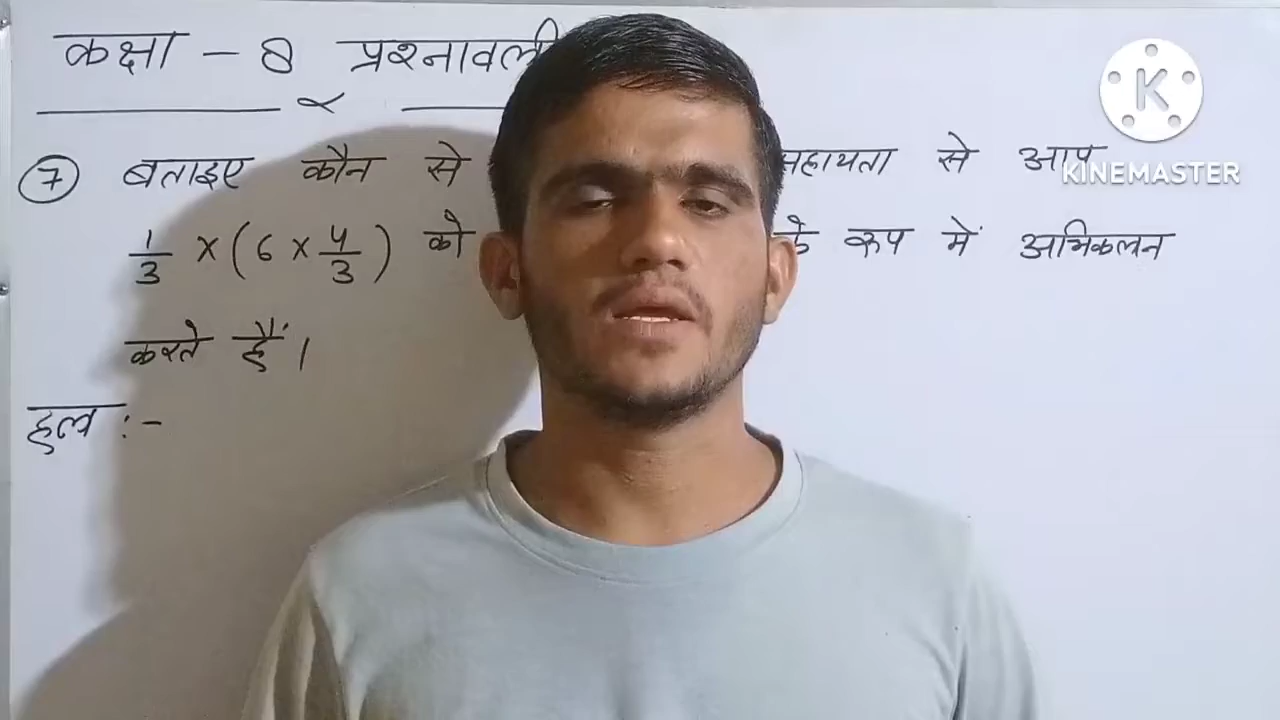 कक्षा - 8 प्रश्नावली
7 बताइए कौन से सहायता से आप
1/3 × (6 × 4/3) को के रूप में अभिकलन
करते हैं।
हल :-
K
KINEMASTER